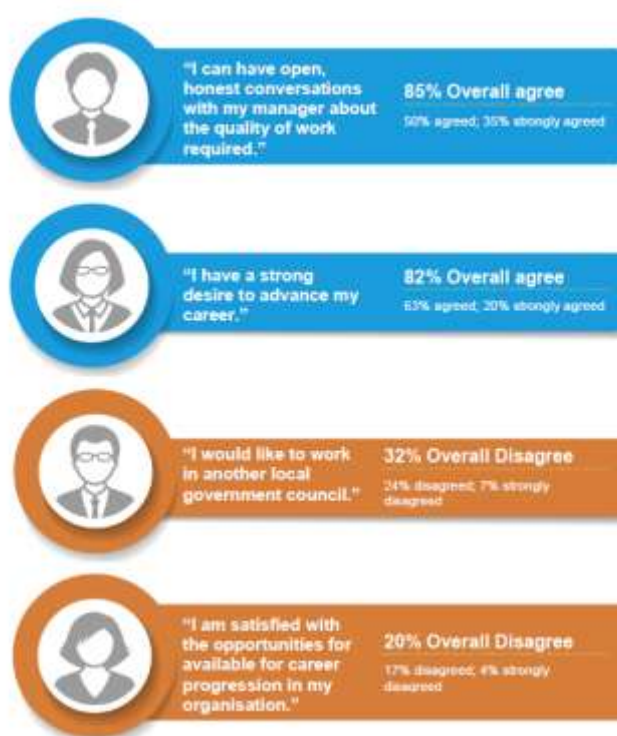 “I can have open,
honest conversations
with my manager about
the quality of work
required.”
85% Overall agree
50% agreed; 35% strongly agreed
“I have a strong
desire to advance my
career.”
82% Overall agree
63% agreed; 20% strongly agreed
“I would like to work
in another local
government council.”
32% Overall Disagree
24% disagreed; 7% strongly
disagreed
“I am satisfied with
the opportunities for
available for career
progression in my
organisation.”
20% Overall Disagree
17% disagreed; 4% strongly
disagreed